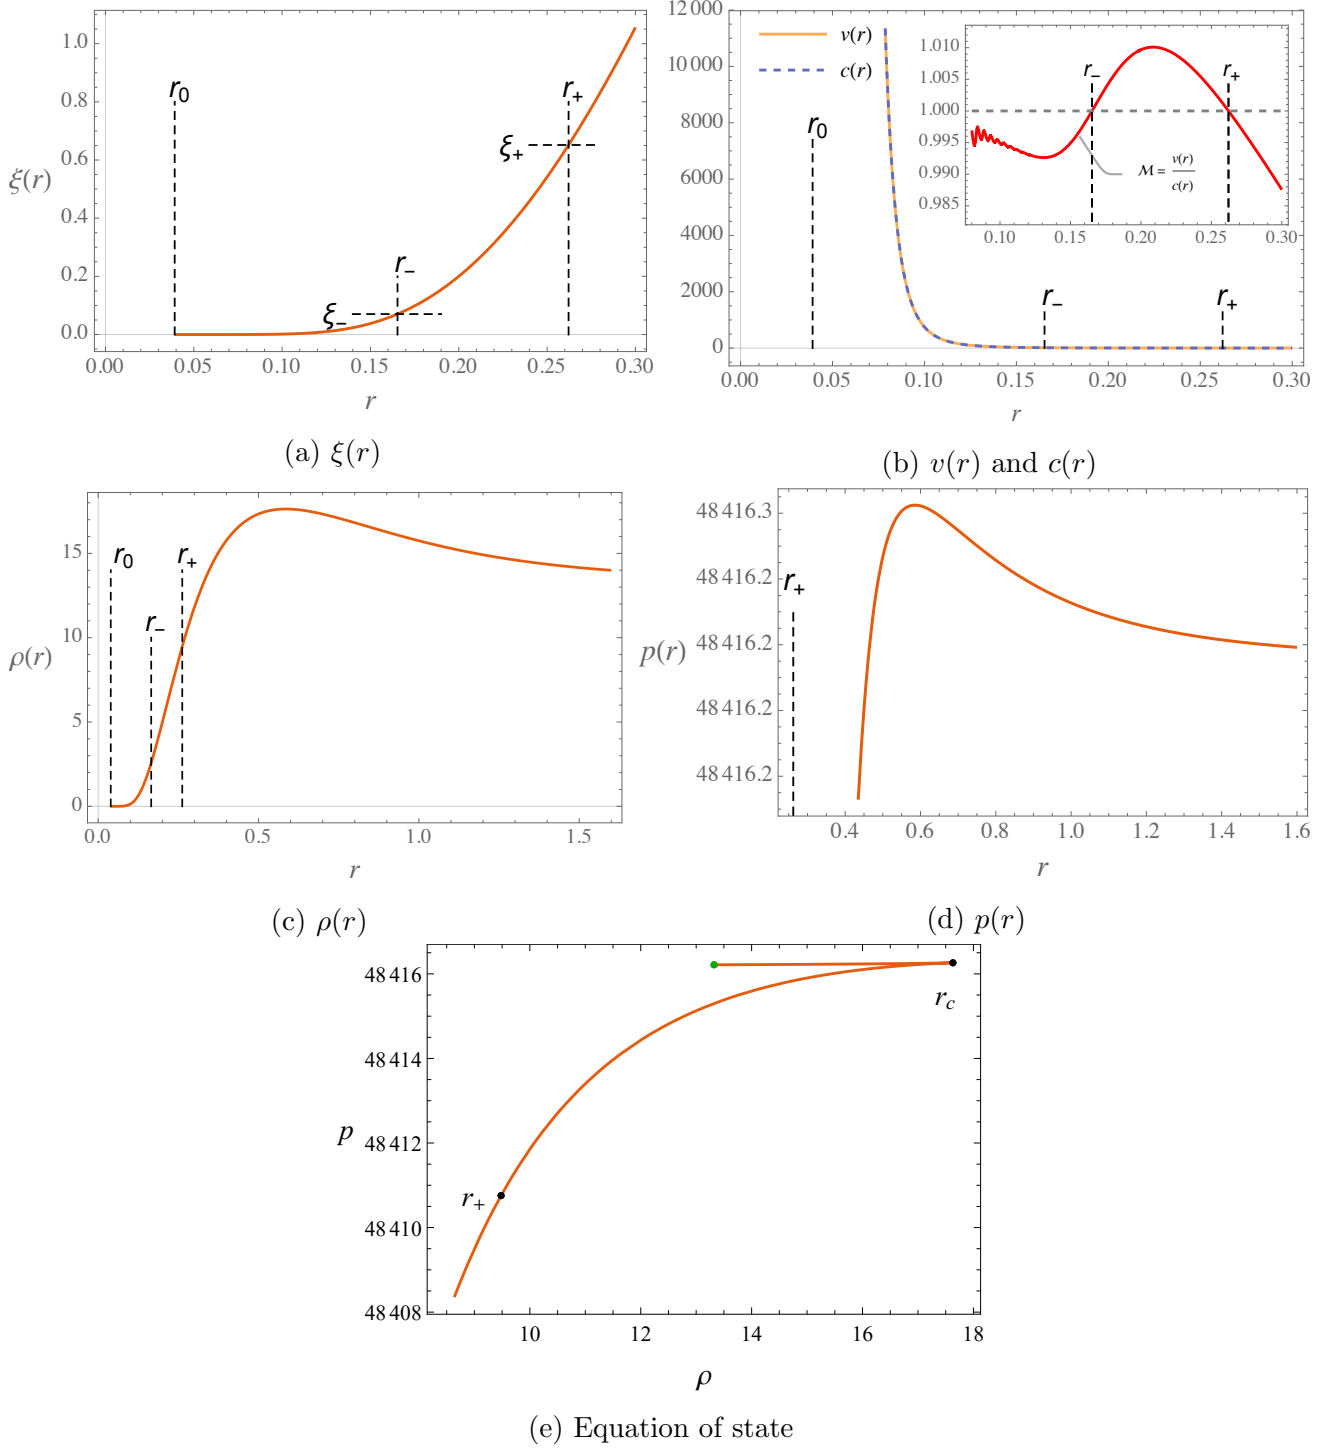 1.0
0.8
0.6
0.4
0.2
0.0
ξ(r)
r₀
r₊
ξ₊
r₋
ξ₋
0.00 0.05 0.10 0.15 0.20 0.25 0.30
r
(a) ξ(r)
12 000
10 000
8000
6000
4000
2000
0
v(r)
c(r)
r₀
r₋
r₊
1.010
1.005
1.000
0.995
0.990
0.985
r₋
r₊
ℳ = v(r)/c(r)
0.10 0.15 0.20 0.25 0.30
0.00 0.05 0.10 0.15 0.20 0.25 0.30
r
(b) v(r) and c(r)
15
10
5
0
ρ(r)
r₀
r₋
r₊
0.0 0.5 1.0 1.5
r
(c) ρ(r)
48 416.3
48 416.2
48 416.2
48 416.2
48 416.2
p(r)
r₊
0.4 0.6 0.8 1.0 1.2 1.4 1.6
r
(d) p(r)
48 416
48 414
48 412
48 410
48 408
p
r₊
r_c
10 12 14 16 18
ρ
(e) Equation of state